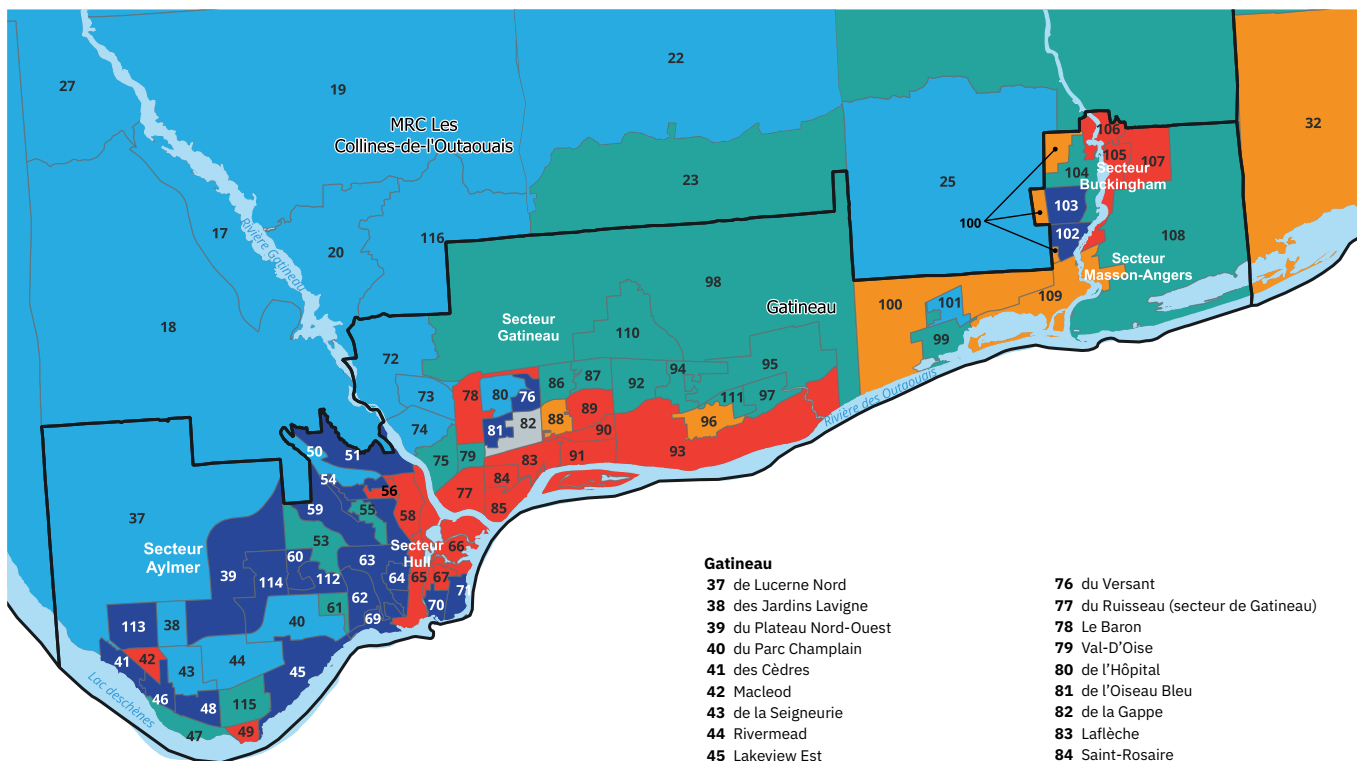 27
19
22
MRC Les
Collines-de-l'Outaouais
32
106
105
107
104
Secteur
Buckingham
23
25
103
100
17
Rivière Gatineau
20
116
102
108
Secteur
Masson-Angers
98
Gatineau
109
100
101
99
18
Secteur
Gatineau
110
72
95
94
73
78
80
76
86
87
92
111
97
89
88
96
Rivière des Outaouais
74
81
82
90
50
51
75
79
83
91
93
54
56
84
77
85
59
55
58
37
53
Secteur
Aylmer
Secteur
Hull
66
60
63
39
114
112
64
65
67
71
62
70
61
69
113
38
40
41
42
43
44
45
46
48
115
47
49
Lac deschênes
Gatineau
37 de Lucerne Nord
38 des Jardins Lavigne
39 du Plateau Nord-Ouest
40 du Parc Champlain
41 des Cèdres
42 Macleod
43 de la Seigneurie
44 Rivermead
45 Lakeview Est
76 du Versant
77 du Ruisseau (secteur de Gatineau)
78 Le Baron
79 Val-D'Oise
80 de l'Hôpital
81 de l'Oiseau Bleu
82 de la Gappe
83 Laflèche
84 Saint-Rosaire